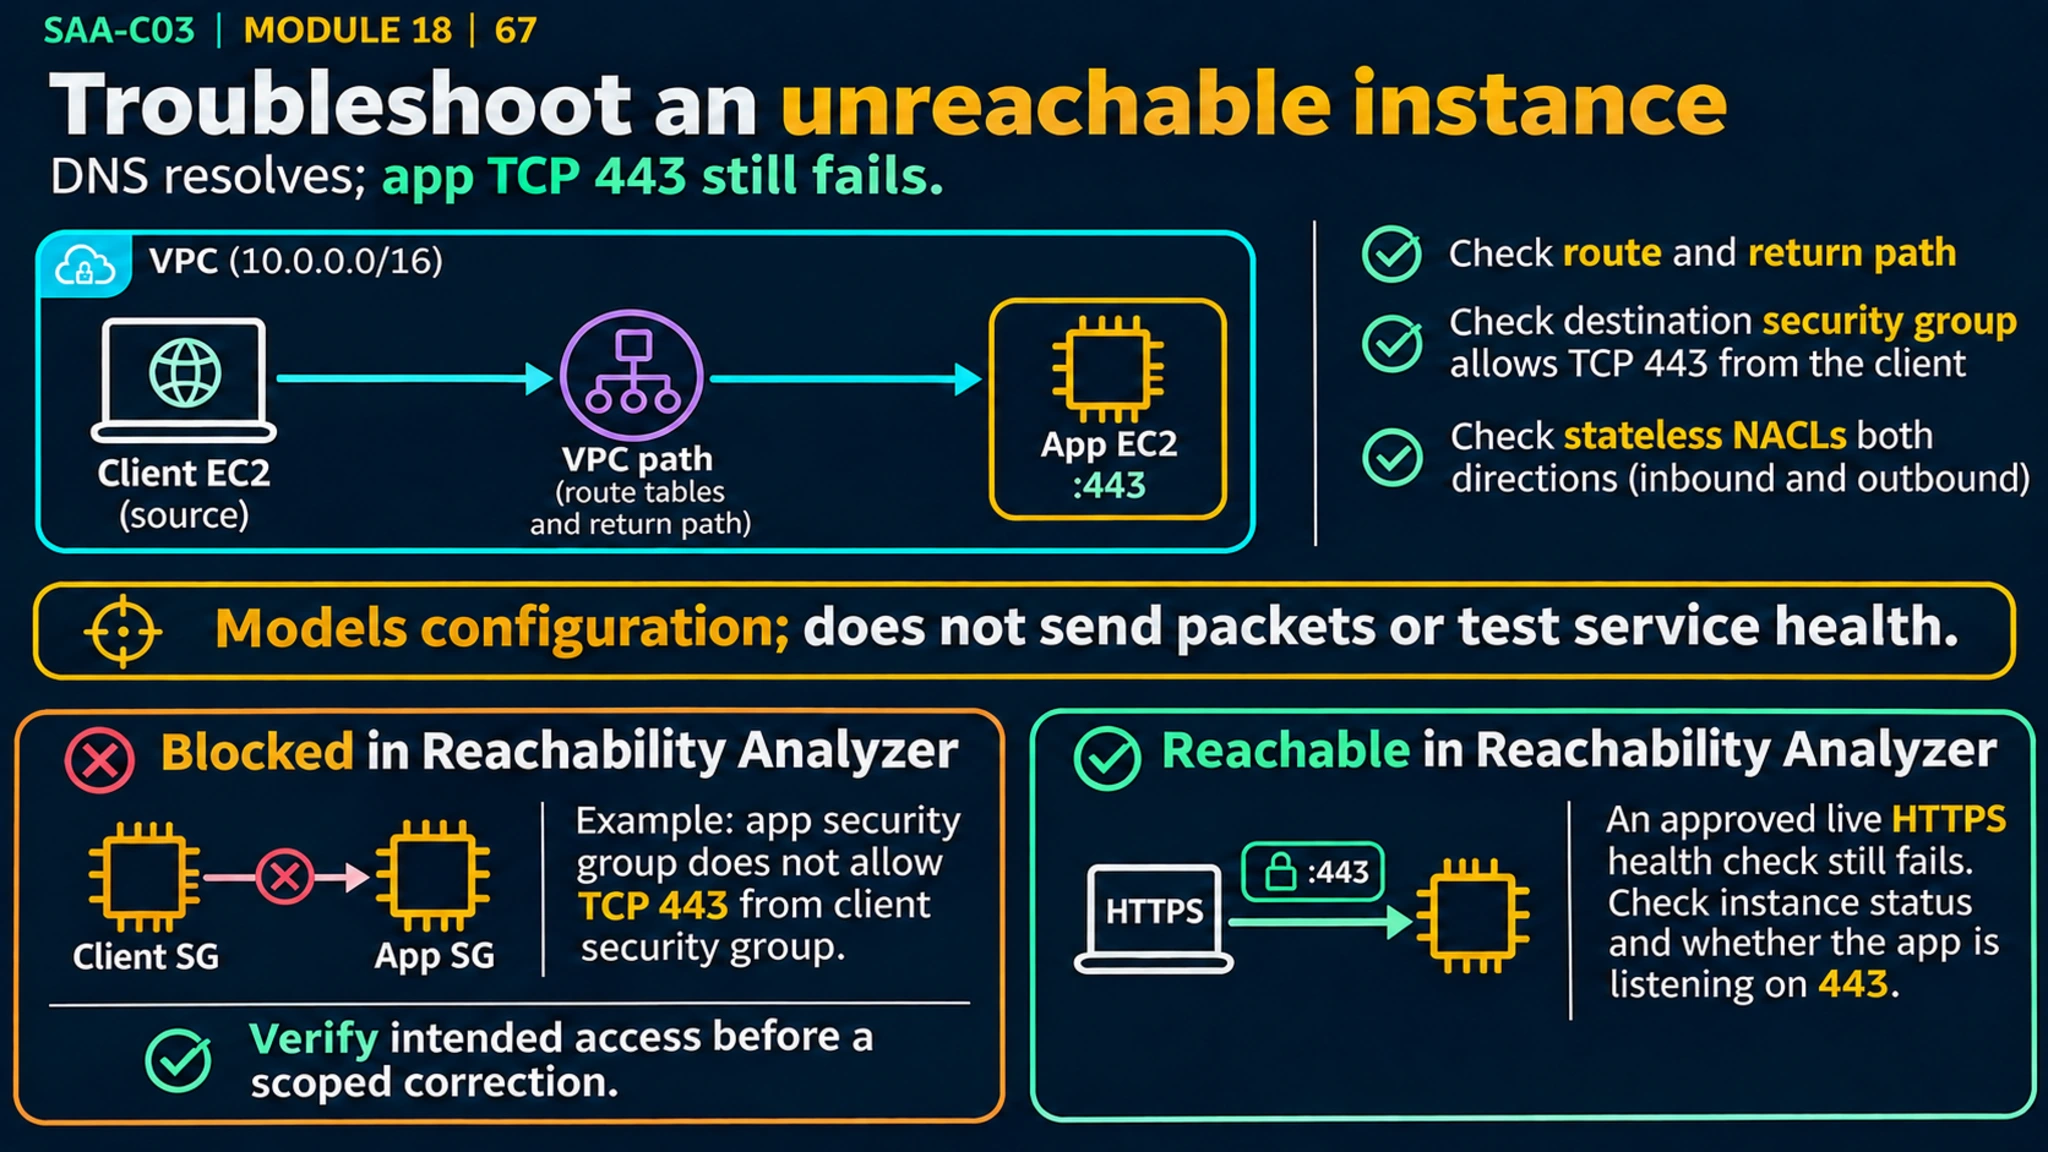 SAA-C03 | MODULE 18 | 67
Troubleshoot an unreachable instance
DNS resolves; app TCP 443 still fails.
VPC (10.0.0.0/16)
Client EC2
(source)
VPC path
(route tables
and return path)
App EC2
:443
Check route and return path
Check destination security group
allows TCP 443 from the client
Check stateless NACLs both
directions (inbound and outbound)
Models configuration; does not send packets or test service health.
Blocked in Reachability Analyzer
Client SG
App SG
Example: app security
group does not allow
TCP 443 from client
security group.
Verify intended access before a
scoped correction.
Reachable in Reachability Analyzer
HTTPS
:443
An approved live HTTPS
health check still fails.
Check instance status
and whether the app is
listening on 443.